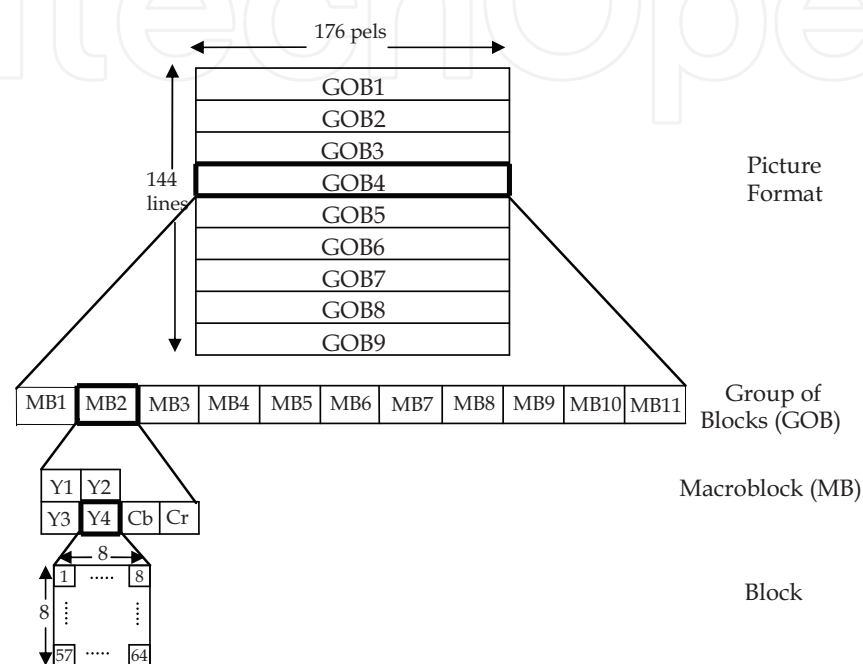 176 pels
GOB1
GOB2
GOB3
144
lines
GOB4
GOB5
GOB6
GOB7
GOB8
GOB9
Picture
Format
MB1 MB2 MB3 MB4 MB5 MB6 MB7 MB8 MB9 MB10 MB11
Group of
Blocks (GOB)
Y1 Y2
Y3 Y4 Cb Cr
Macroblock (MB)
8
1 ..... 8
8
57 ..... 64
Block